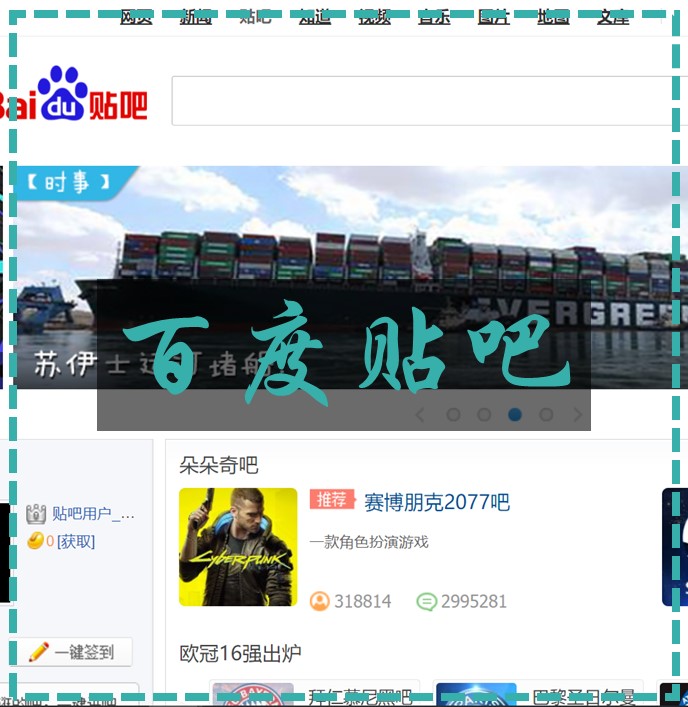 网页 新闻 贴吧 知道 视频 音乐 图片 地图 文库
Bai du 贴吧
【时事】
EVERGREE
苏伊士运河堵船
百度贴吧
朵朵奇吧
推荐 赛博朋克2077吧
CYBERPUNK
一款角色扮演游戏
318814 2995281
贴吧用户_...
0 [获取]
一键签到
欧冠16强出炉
拜仁慕尼黑吧 巴黎圣日尔曼